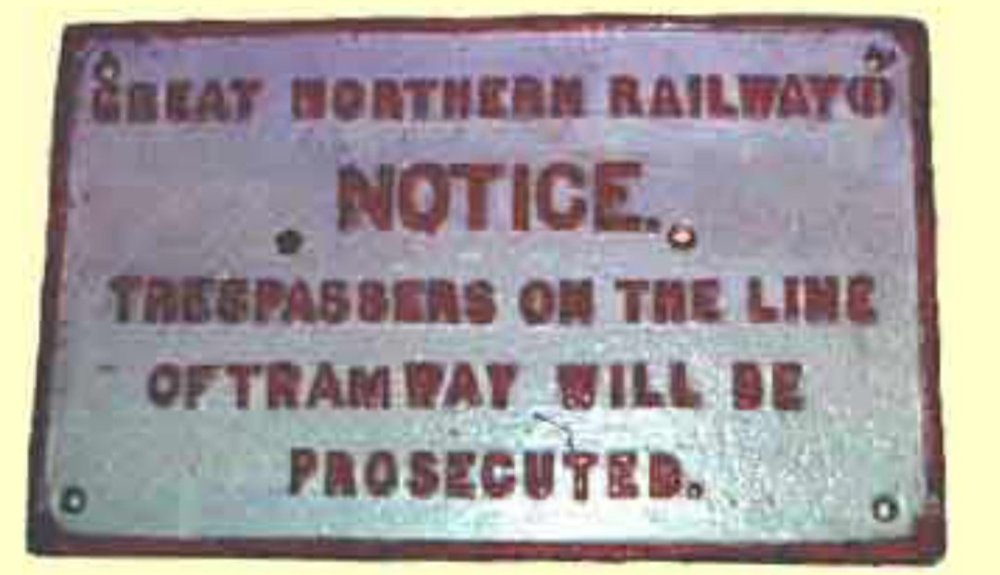 GREAT NORTHERN RAILWAY(I)
NOTICE.
TRESPASSERS ON THE LINE
OF TRAMWAY WILL BE
PROSECUTED.